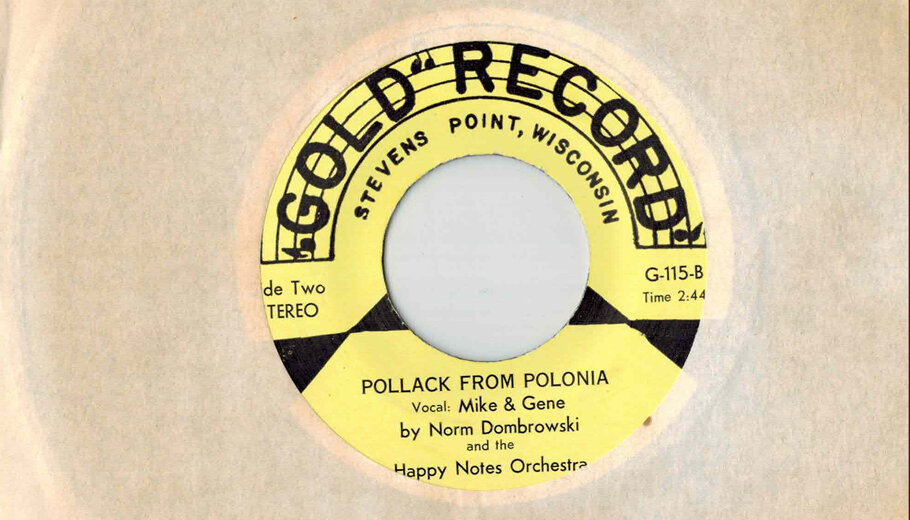 "GOLD" RECORD
STEVENS POINT, WISCONSIN
de Two
TEREO
G-115-B
Time 2:44
POLLACK FROM POLONIA
Vocal: Mike & Gene
by Norm Dombrowski
and the
Happy Notes Orchestra